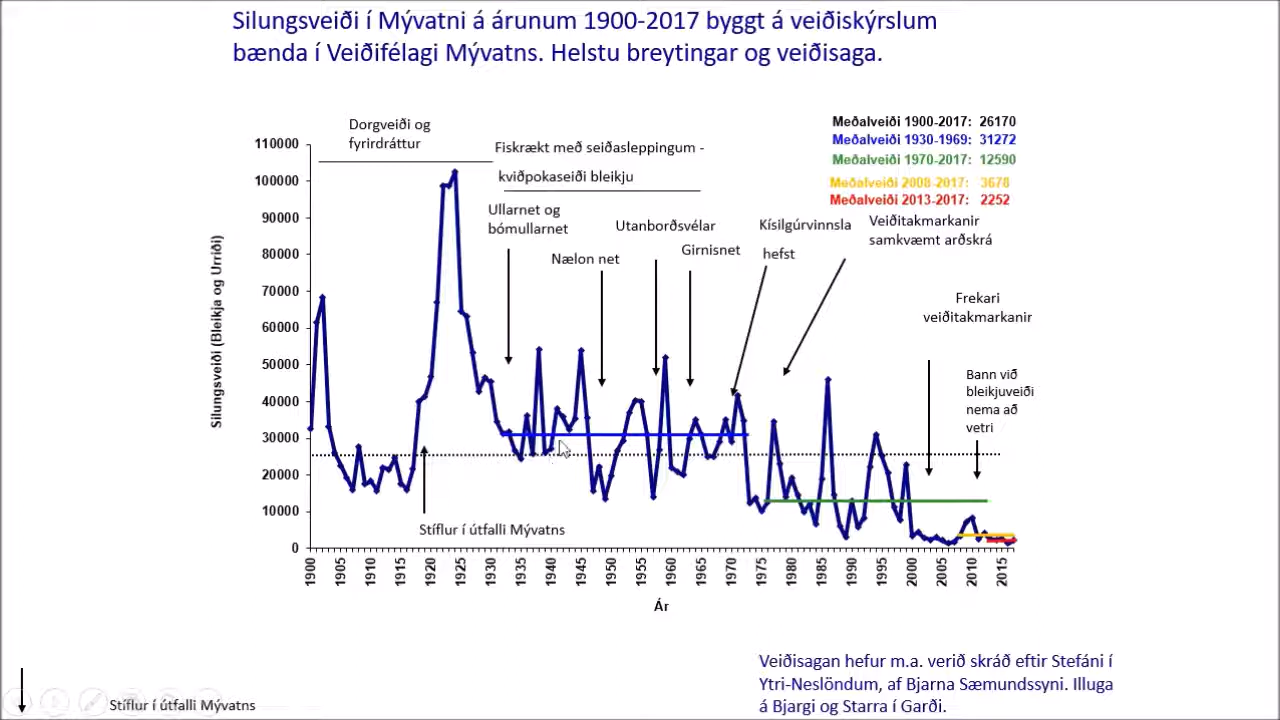 Silungsveiði í Mývatni á árunum 1900-2017 byggt á veiðiskýrslum
bænda í Veiðifélagi Mývatns. Helstu breytingar og veiðisaga.
Dorgveiði og
fyrirdráttur
Fiskrækt með seiðasleppingum -
kviðpokaseiði bleikju
Ullarnet og
bómullarnet
Nælon net
Utanborðsvélar
Girnisnet
Kísilgúrvinnsla
hefst
Meðalveiði 1900-2017: 26170
Meðalveiði 1930-1969: 31272
Meðalveiði 1970-2017: 12590
Meðalveiði 2008-2017: 3678
Meðalveiði 2013-2017: 2252
Veiðitakmarkanir
samkvæmt arðskrá
Frekari
veiðitakmarkanir
Bann við
bleikjuveiði
nema að
vetri
Silungsveiði (Bleikja og Urriði)
110000
100000
90000
80000
70000
60000
50000
40000
30000
20000
10000
0
Stíflur í útfalli Mývatns
1900 1905 1910 1915 1920 1925 1930 1935 1940 1945 1950 1955 1960 1965 1970 1975 1980 1985 1990 1995 2000 2005 2010 2015
Ár
Veiðisagan hefur m.a. verið skráð eftir Stefáni í
Ytri-Neslöndum, af Bjarna Sæmundssyni. Illuga
á Bjargi og Starra í Garði.
Stíflur í útfalli Mývatns